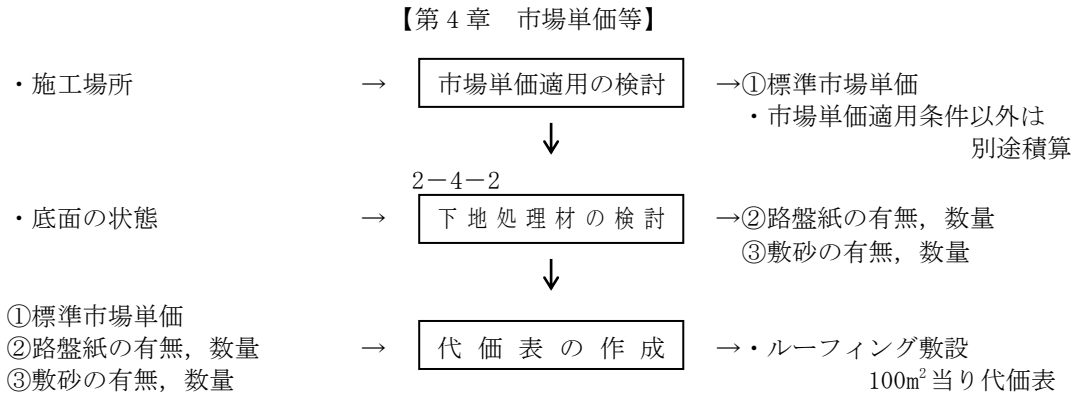 【第４章　市場単価等】
・施工場所　→　市場単価適用の検討　→①標準市場単価
・市場単価適用条件以外は
別途積算
２－４－２
・底面の状態　→　下地処理材の検討　→②路盤紙の有無，数量
③敷砂の有無，数量
①標準市場単価
②路盤紙の有無，数量　→　代価表の作成　→・ルーフィング敷設
③敷砂の有無，数量　100m²当り代価表